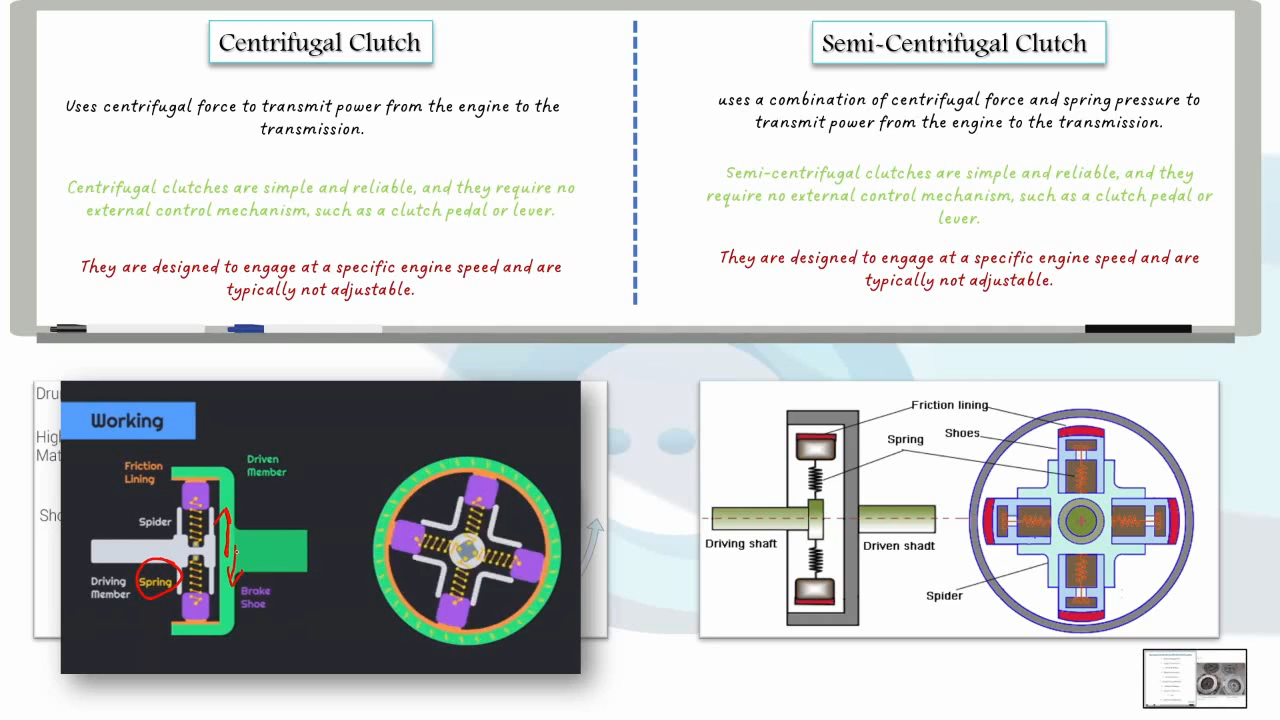 Centrifugal Clutch
Uses centrifugal force to transmit power from the engine to the
transmission.
Centrifugal clutches are simple and reliable, and they require no
external control mechanism, such as a clutch pedal or lever.
They are designed to engage at a specific engine speed and are
typically not adjustable.
Semi-Centrifugal Clutch
uses a combination of centrifugal force and spring pressure to
transmit power from the engine to the transmission.
Semi-centrifugal clutches are simple and reliable, and they
require no external control mechanism, such as a clutch pedal or
lever.
They are designed to engage at a specific engine speed and are
typically not adjustable.
Working
Friction
Lining
Driven
Member
Spider
Driving
Member
Spring
Brake
Shoe
Friction lining
Spring
Shoes
Driving shaft
Driven shadt
Spider